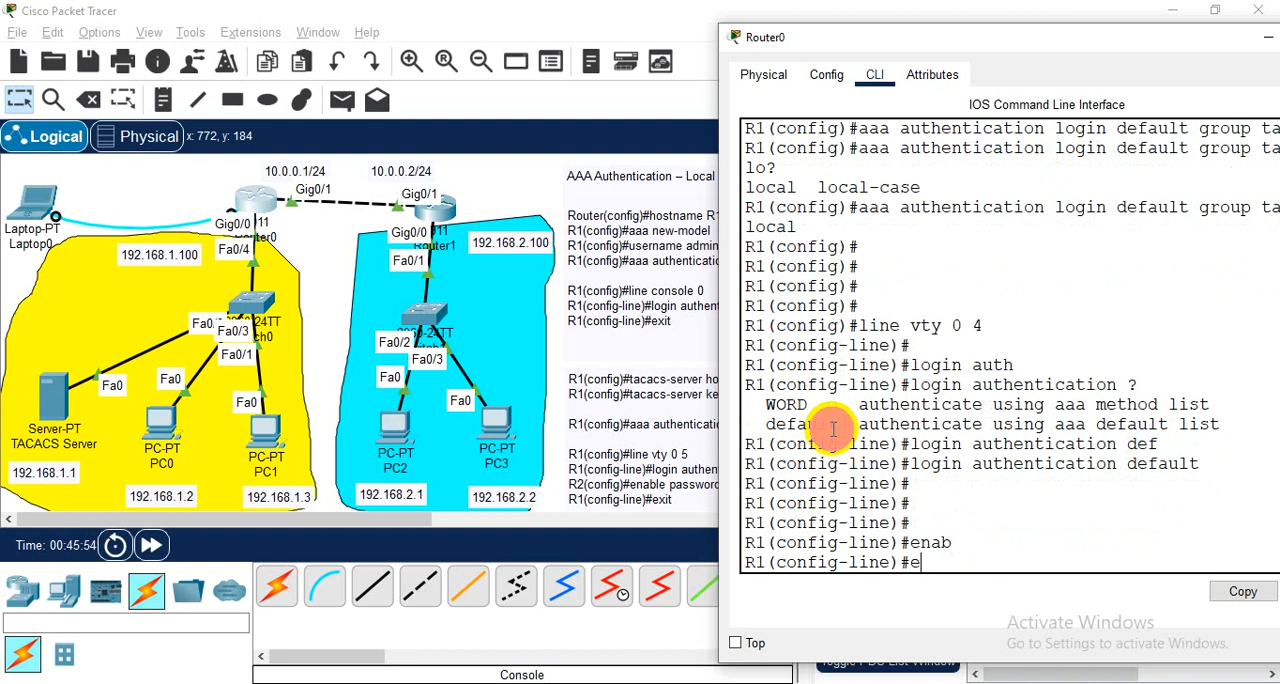 Cisco Packet Tracer
File Edit Options View Tools Extensions Window Help
Logical Physical x: 772, y: 184
10.0.0.1/24
10.0.0.2/24
Gig0/1
Gig0/1
Laptop-PT
Laptop0
Gig0/0
Fa0/4
192.168.1.100
Gig0/0
192.168.2.100
Fa0/1
Fa0/3
Fa0/1
Fa0/2
Fa0/3
Fa0
Fa0
Fa0
Fa0
Fa0
Server-PT
TACACS Server
PC-PT
PC0
PC-PT
PC1
PC-PT
PC2
PC-PT
PC3
192.168.1.1
192.168.1.2
192.168.1.3
192.168.2.1
192.168.2.2
AAA Authentication – Local
Router(config)#hostname R1
R1(config)#aaa new-model
R1(config)#username admin
R1(config)#aaa authenticatio
R1(config)#line console 0
R1(config-line)#login authen
R1(config-line)#exit
R1(config)#tacacs-server ho
R1(config)#tacacs-server ke
R1(config)#aaa authenticatio
R1(config)#line vty 0 5
R1(config-line)#login authen
R2(config)#enable password
R1(config-line)#exit
Time: 00:45:54
Console
Router0
Physical Config CLI Attributes
IOS Command Line Interface
R1(config)#aaa authentication login default group ta
R1(config)#aaa authentication login default group ta
lo?
local local-case
R1(config)#aaa authentication login default group ta
local
R1(config)#
R1(config)#
R1(config)#
R1(config)#
R1(config)#line vty 0 4
R1(config-line)#
R1(config-line)#login auth
R1(config-line)#login authentication ?
WORD authenticate using aaa method list
authenticate using aaa default list
R1(config-line)#login authentication def
R1(config-line)#login authentication default
R1(config-line)#
R1(config-line)#
R1(config-line)#
R1(config-line)#enab
R1(config-line)#e
Copy
Activate Windows
Go to Settings to activate Windows.
Top